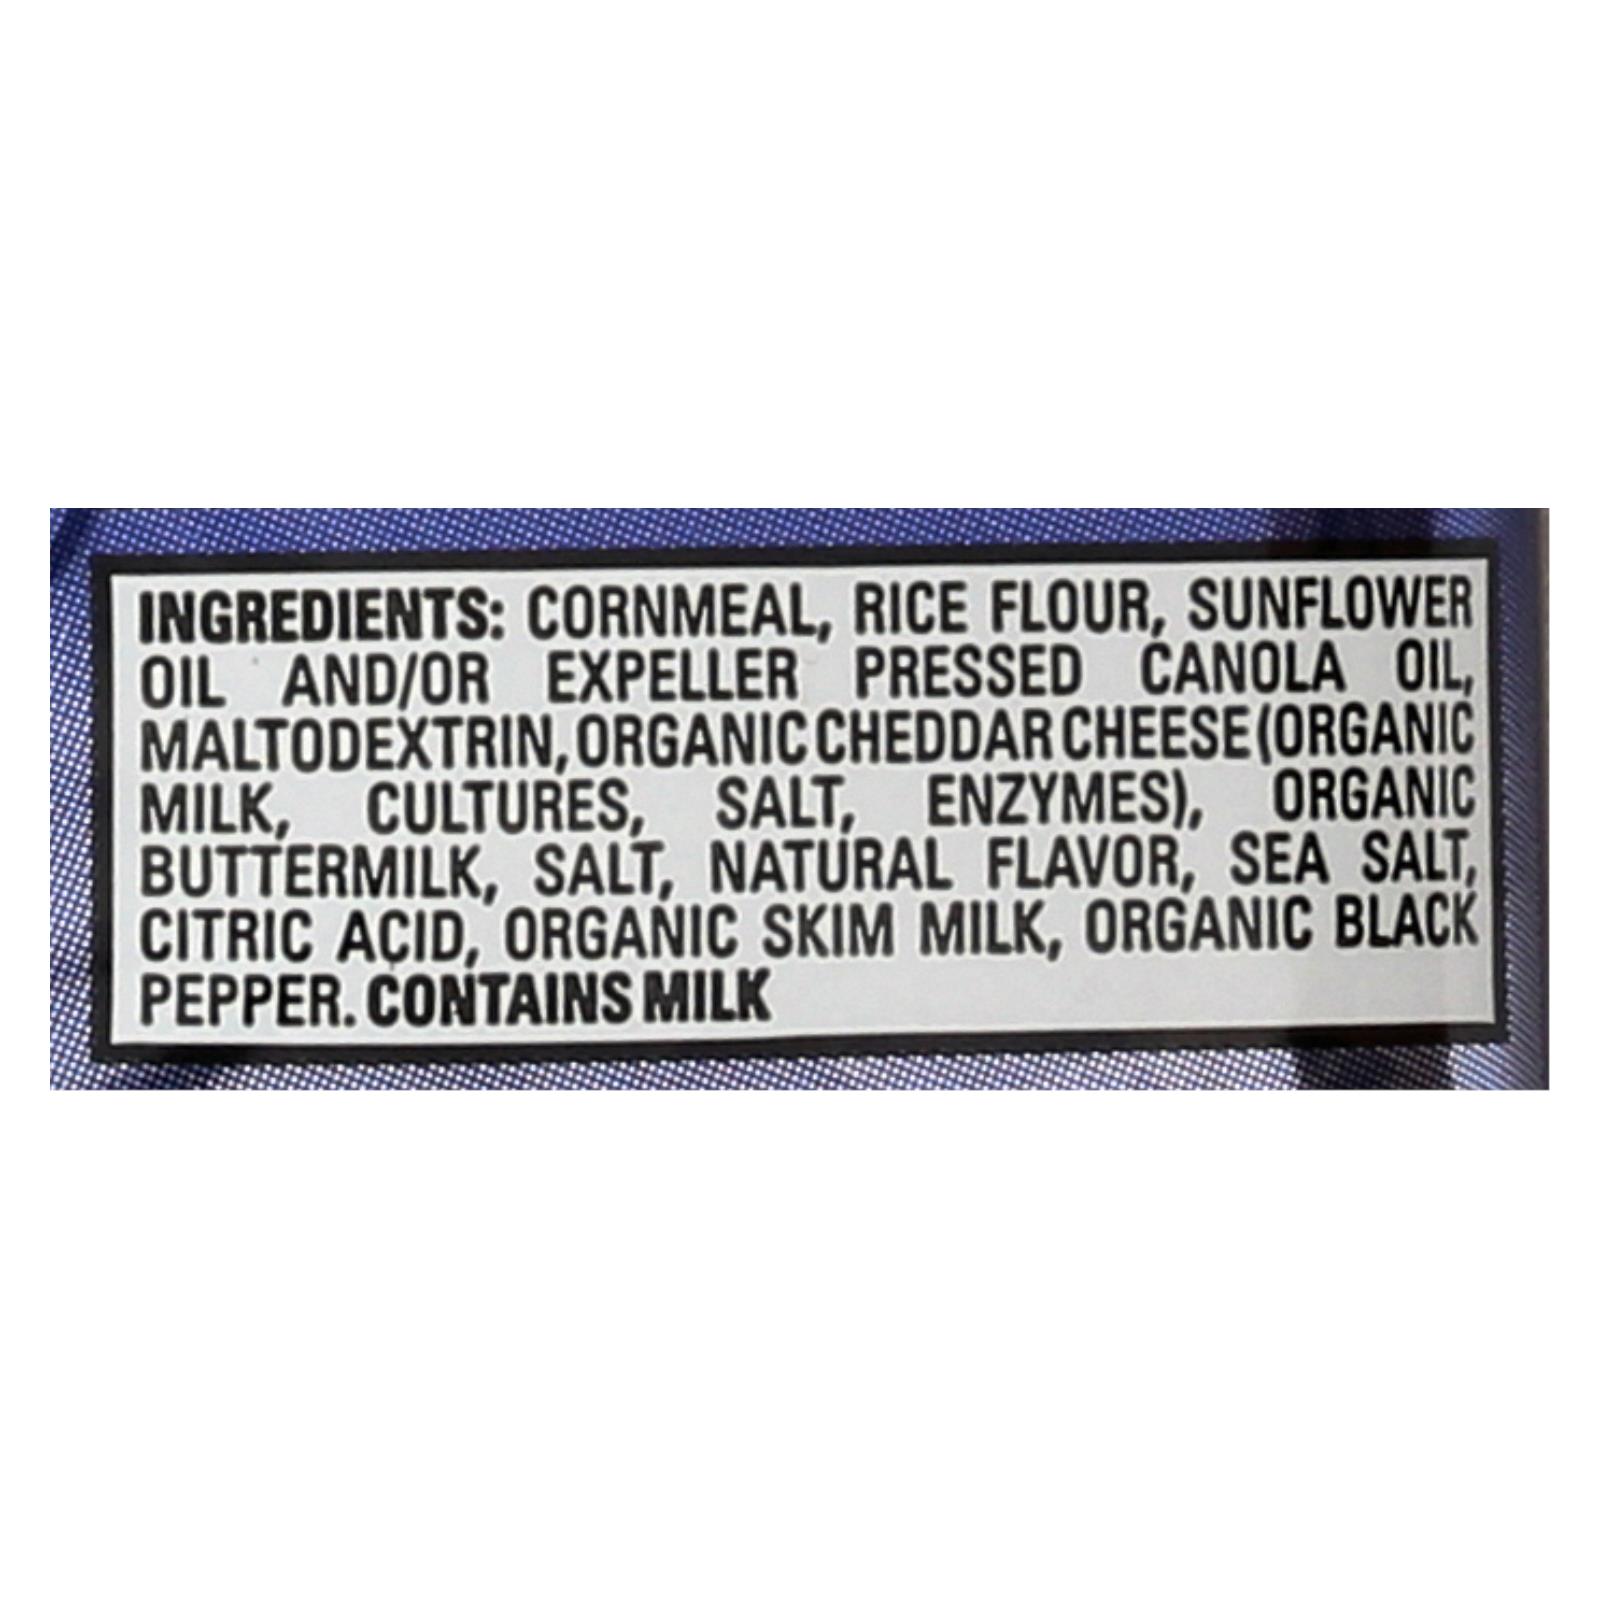 INGREDIENTS: CORNMEAL, RICE FLOUR, SUNFLOWER
OIL AND/OR EXPELLER PRESSED CANOLA OIL,
MALTODEXTRIN, ORGANIC CHEDDAR CHEESE (ORGANIC
MILK, CULTURES, SALT, ENZYMES), ORGANIC
BUTTERMILK, SALT, NATURAL FLAVOR, SEA SALT,
CITRIC ACID, ORGANIC SKIM MILK, ORGANIC BLACK
PEPPER. CONTAINS MILK